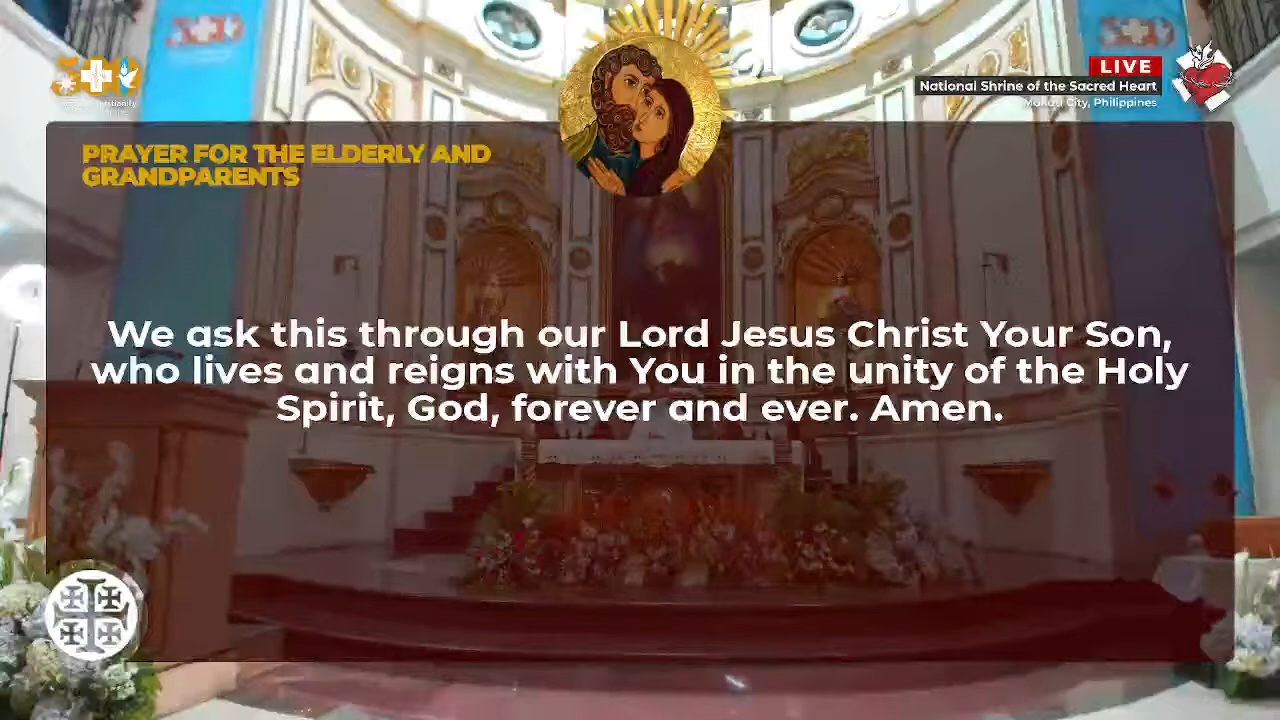 LIVE
National Shrine of the Sacred Heart
Makati City, Philippines
PRAYER FOR THE ELDERLY AND
GRANDPARENTS
We ask this through our Lord Jesus Christ Your Son,
who lives and reigns with You in the unity of the Holy
Spirit, God, forever and ever. Amen.